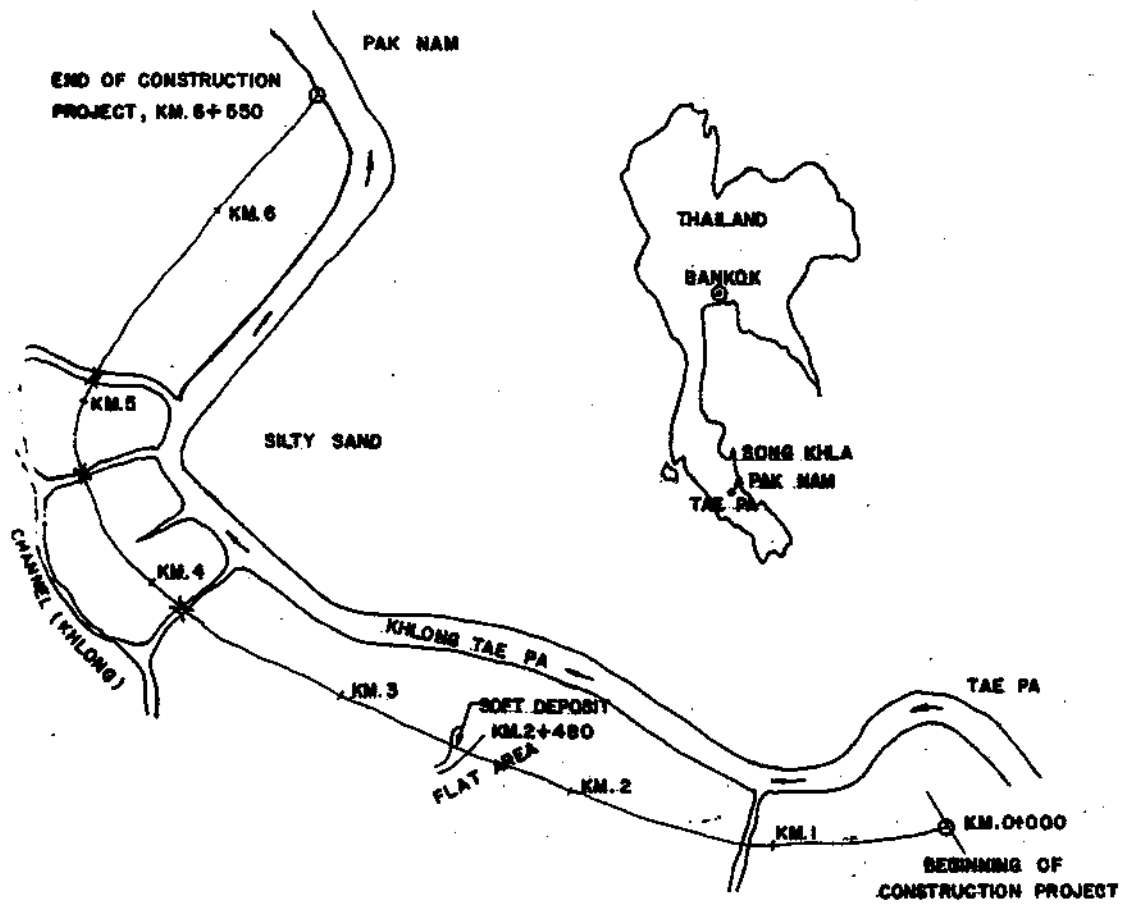 PAK NAM
END OF CONSTRUCTION
PROJECT, KM. 6+550
KM.6
THAILAND
BANKOK
KM.5
SILTY SAND
SONG KHLA
PAK NAM
TAE PA
CHANNEL (KHLONG)
KM.4
KHLONG TAE PA
KM.3
SOFT DEPOSIT
KM.2+480
FLAT AREA
KM.2
TAE PA
KM.1
KM.0+000
BEGINNING OF
CONSTRUCTION PROJECT